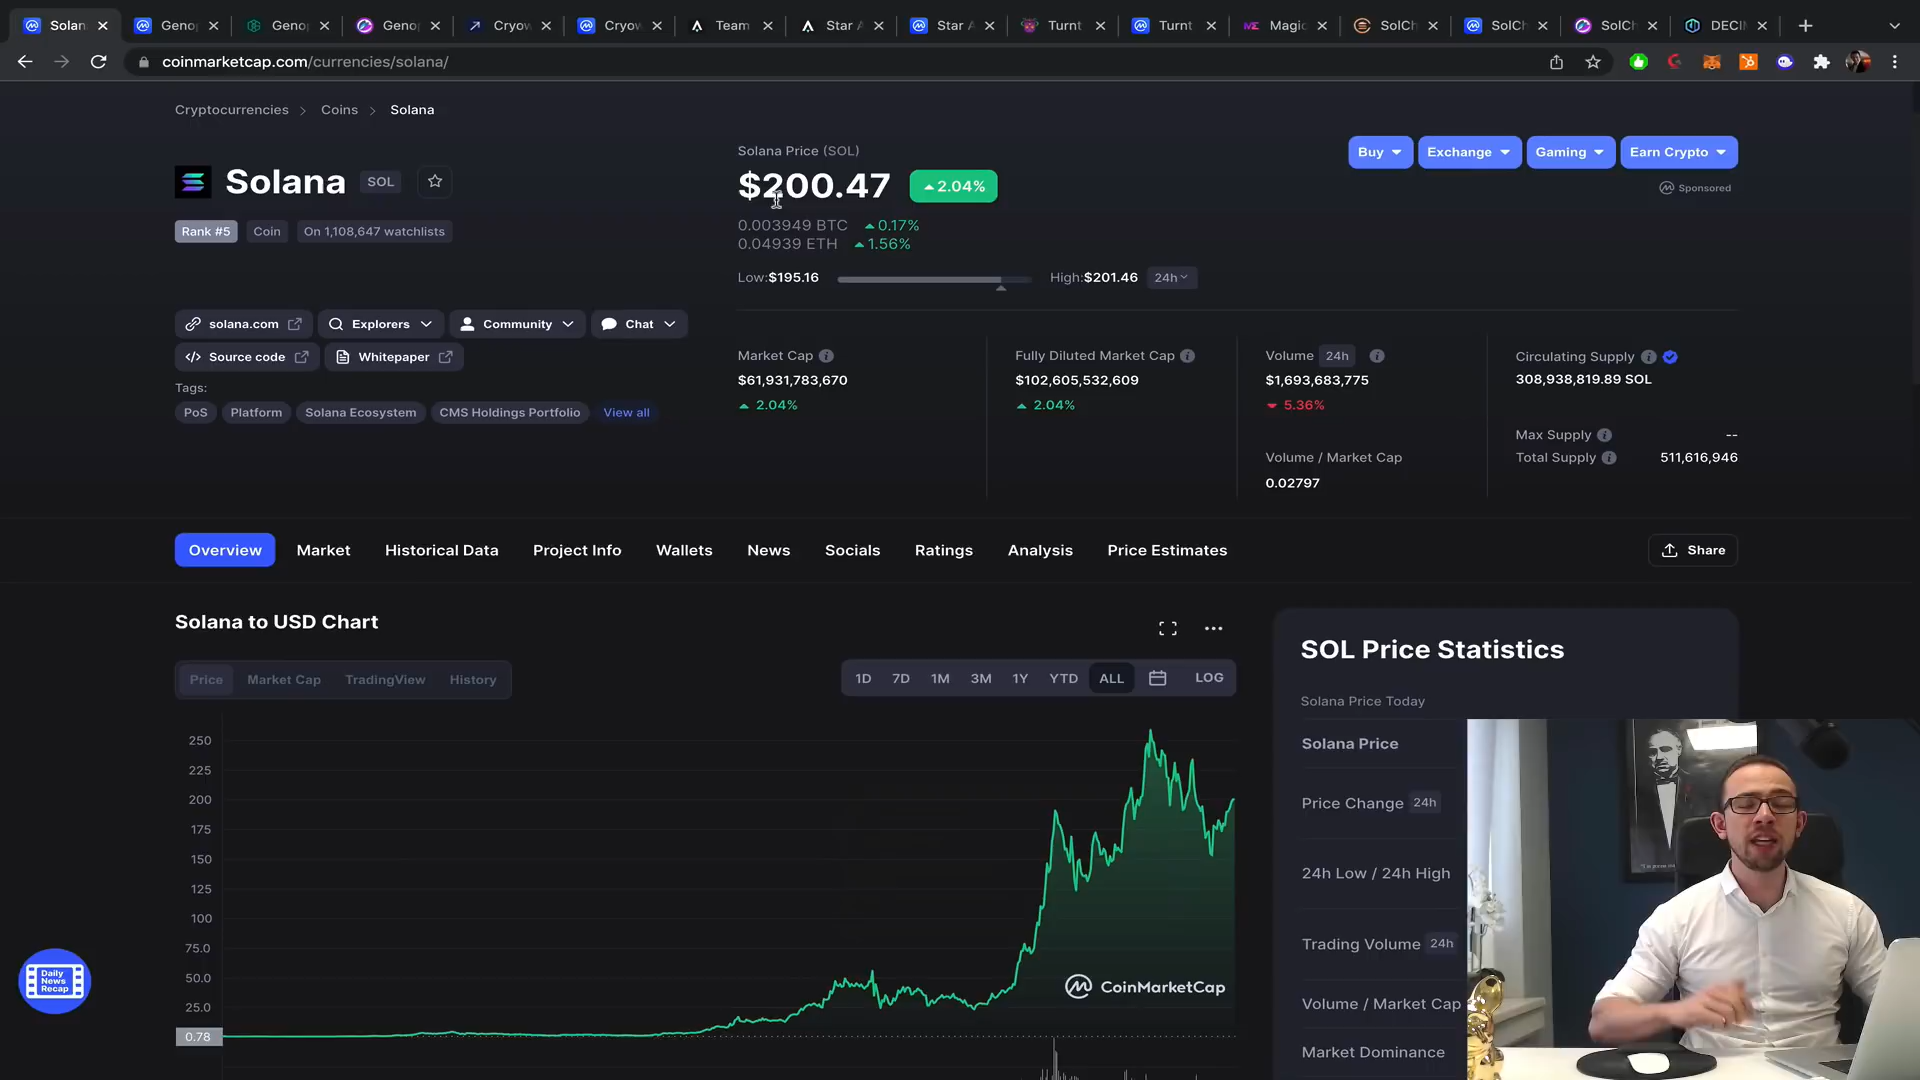 Solan
Genop
Genop
Genop
Cryow
Cryow
Team
Star A
Star A
Turnt
Turnt
Magic
SolCh
SolCh
SolCh
DECI
coinmarketcap.com/currencies/solana/
Cryptocurrencies > Coins > Solana
Solana SOL
Rank #5 Coin On 1,108,647 watchlists
Solana Price (SOL)
$200.47 2.04%
0.003949 BTC 0.17%
0.04939 ETH 1.56%
Low:$195.16 High:$201.46 24h
Buy Exchange Gaming Earn Crypto
Sponsored
solana.com Explorers Community Chat
Source code Whitepaper
Tags:
PoS Platform Solana Ecosystem CMS Holdings Portfolio View all
Market Cap
$61,931,783,670
2.04%
Fully Diluted Market Cap
$102,605,532,609
2.04%
Volume 24h
$1,693,683,775
5.36%
Volume / Market Cap
0.02797
Circulating Supply
308,938,819.89 SOL
Max Supply --
Total Supply 511,616,946
Overview Market Historical Data Project Info Wallets News Socials Ratings Analysis Price Estimates Share
Solana to USD Chart
Price Market Cap TradingView History
1D 7D 1M 3M 1Y YTD ALL LOG
250
225
200
175
150
125
100
75.0
50.0
25.0
0.78
CoinMarketCap
Daily
News
Recap
SOL Price Statistics
Solana Price Today
Solana Price
Price Change 24h
24h Low / 24h High
Trading Volume 24h
Volume / Market Cap
Market Dominance